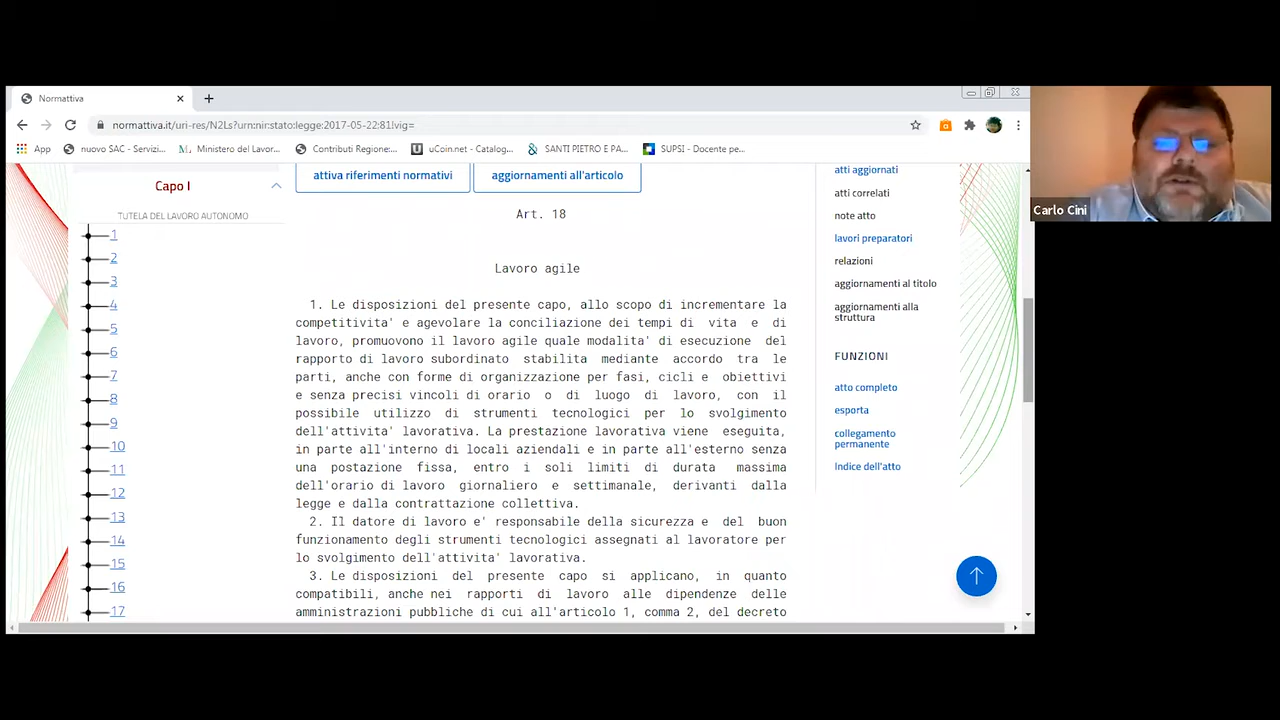 Normattiva
normattiva.it/uri-res/N2Ls?urn:nir:stato:legge:2017-05-22;81!vig=
App
nuovo SAC - Servizi...
Ministero del Lavor...
Contributi Regione:...
uCoin.net - Catalog...
SANTI PIETRO E PA...
SUPSI - Docente pe...
Capo I
TUTELA DEL LAVORO AUTONOMO
1
2
3
4
5
6
7
8
9
10
11
12
13
14
15
16
17
attiva riferimenti normativi
aggiornamenti all'articolo
Art. 18
Lavoro agile
1. Le disposizioni del presente capo, allo scopo di incrementare la
competitivita' e agevolare la conciliazione dei tempi di vita e di
lavoro, promuovono il lavoro agile quale modalita' di esecuzione del
rapporto di lavoro subordinato stabilita mediante accordo tra le
parti, anche con forme di organizzazione per fasi, cicli e obiettivi
e senza precisi vincoli di orario o di luogo di lavoro, con il
possibile utilizzo di strumenti tecnologici per lo svolgimento
dell'attivita' lavorativa. La prestazione lavorativa viene eseguita,
in parte all'interno di locali aziendali e in parte all'esterno senza
una postazione fissa, entro i soli limiti di durata massima
dell'orario di lavoro giornaliero e settimanale, derivanti dalla
legge e dalla contrattazione collettiva.
2. Il datore di lavoro e' responsabile della sicurezza e del buon
funzionamento degli strumenti tecnologici assegnati al lavoratore per
lo svolgimento dell'attivita' lavorativa.
3. Le disposizioni del presente capo si applicano, in quanto
compatibili, anche nei rapporti di lavoro alle dipendenze delle
amministrazioni pubbliche di cui all'articolo 1, comma 2, del decreto
atti aggiornati
atti correlati
note atto
lavori preparatori
relazioni
aggiornamenti al titolo
aggiornamenti alla
struttura
FUNZIONI
atto completo
esporta
collegamento
permanente
Indice dell'atto
Carlo Cini